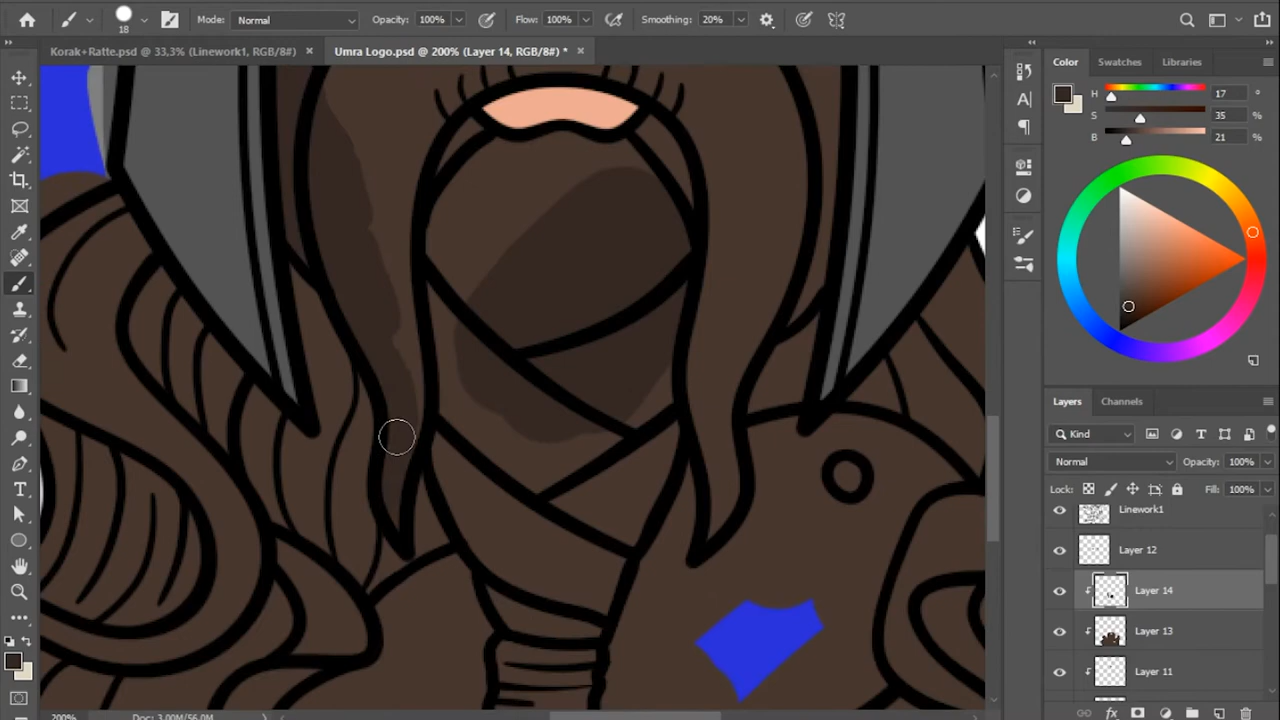 18
Mode: Normal
Opacity: 100%
Flow: 100%
Smoothing: 20%
Korak+Ratte.psd @ 33,3% (Linework1, RGB/8#) ×
Umra Logo.psd @ 200% (Layer 14, RGB/8#) * ×
Color
Swatches
Libraries
H 17 °
S 35 %
B 21 %
Layers
Channels
Kind
Normal
Opacity: 100%
Lock:
Fill: 100%
Linework1
Layer 12
Layer 14
Layer 13
Layer 11
fx
200%
Doc: 3.00M/56.0M